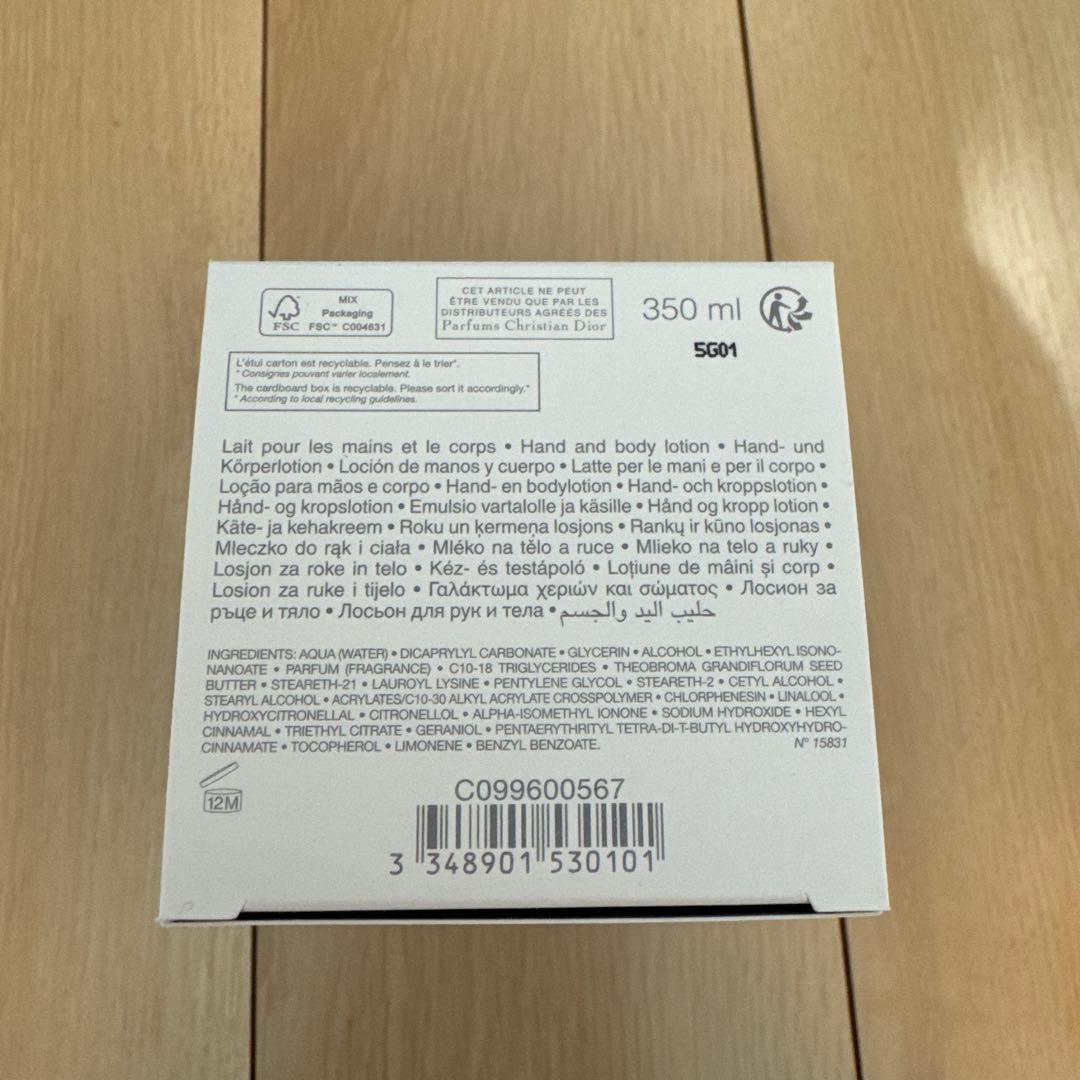 FSC
MIX
Packaging
FSC™ C004631
CET ARTICLE NE PEUT
ÊTRE VENDU QUE PAR LES
DISTRIBUTEURS AGRÉÉS DES
Parfums Christian Dior
350 ml
5G01
L'étui carton est recyclable. Pensez à le trier*.
* Consignes pouvant varier localement.
The cardboard box is recyclable. Please sort it accordingly.*
* According to local recycling guidelines.
Lait pour les mains et le corps • Hand and body lotion • Hand- und
Körperlotion • Loción de manos y cuerpo • Latte per le mani e per il corpo •
Loção para mãos e corpo • Hand- en bodylotion • Hand- och kroppslotion •
Hånd- og kropslotion • Emulsio vartalolle ja käsille • Hånd og kropp lotion •
Käte- ja kehakreem • Roku un ķermeņa losjons • Rankų ir kūno losjonas •
Mleczko do rąk i ciała • Mléko na tělo a ruce • Mlieko na telo a ruky •
Losjon za roke in telo • Kéz- és testápoló • Loțiune de mâini și corp •
Losion za ruke i tijelo • Γαλάκτωμα χεριών και σώματος • Лосион за
ръце и тяло • Лосьон для рук и тела • حليب اليد والجسم
INGREDIENTS: AQUA (WATER) • DICAPRYLYL CARBONATE • GLYCERIN • ALCOHOL • ETHYLHEXYL ISONO-
NANOATE • PARFUM (FRAGRANCE) • C10-18 TRIGLYCERIDES • THEOBROMA GRANDIFLORUM SEED
BUTTER • STEARETH-21 • LAUROYL LYSINE • PENTYLENE GLYCOL • STEARETH-2 • CETYL ALCOHOL •
STEARYL ALCOHOL • ACRYLATES/C10-30 ALKYL ACRYLATE CROSSPOLYMER • CHLORPHENESIN • LINALOOL •
HYDROXYCITRONELLAL • CITRONELLOL • ALPHA-ISOMETHYL IONONE • SODIUM HYDROXIDE • HEXYL
CINNAMAL • TRIETHYL CITRATE • GERANIOL • PENTAERYTHRITYL TETRA-DI-T-BUTYL HYDROXYHYDRO-
CINNAMATE • TOCOPHEROL • LIMONENE • BENZYL BENZOATE. N° 15831
12M
C099600567
3 348901 530101